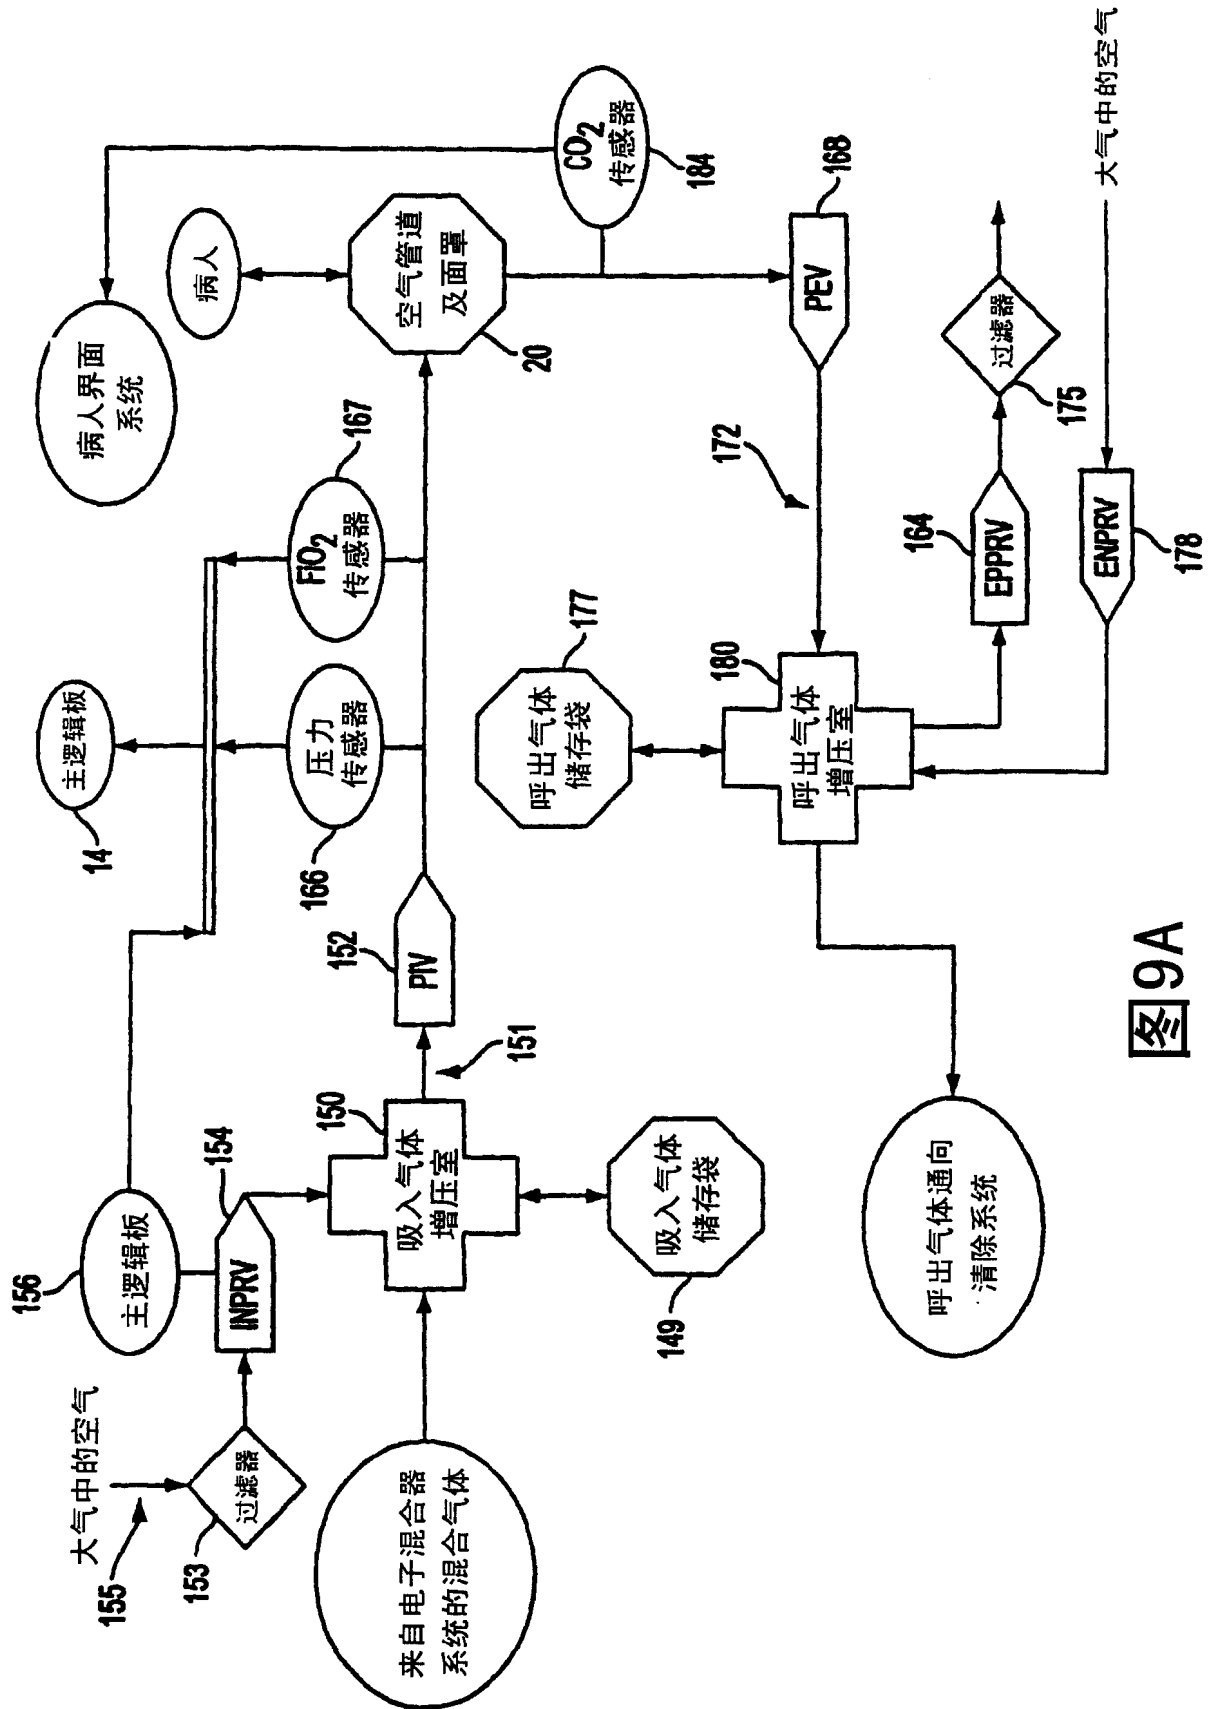 大气中的空气
155
过滤器
153
156
主逻辑板
INPRV
154
来自电子混合器
系统的混合气体
吸入气体
增压室
150
151
吸入气体
储存袋
149
PIV
152
主逻辑板
14
压力
传感器
166
FIO2
传感器
167
病人界面
系统
病人
空气管道
及面罩
20
CO2
传感器
184
PEV
168
172
呼出气体
储存袋
177
呼出气体
增压室
180
EPPRV
164
过滤器
175
大气中的空气
ENPRV
178
呼出气体通向
清除系统
图9A